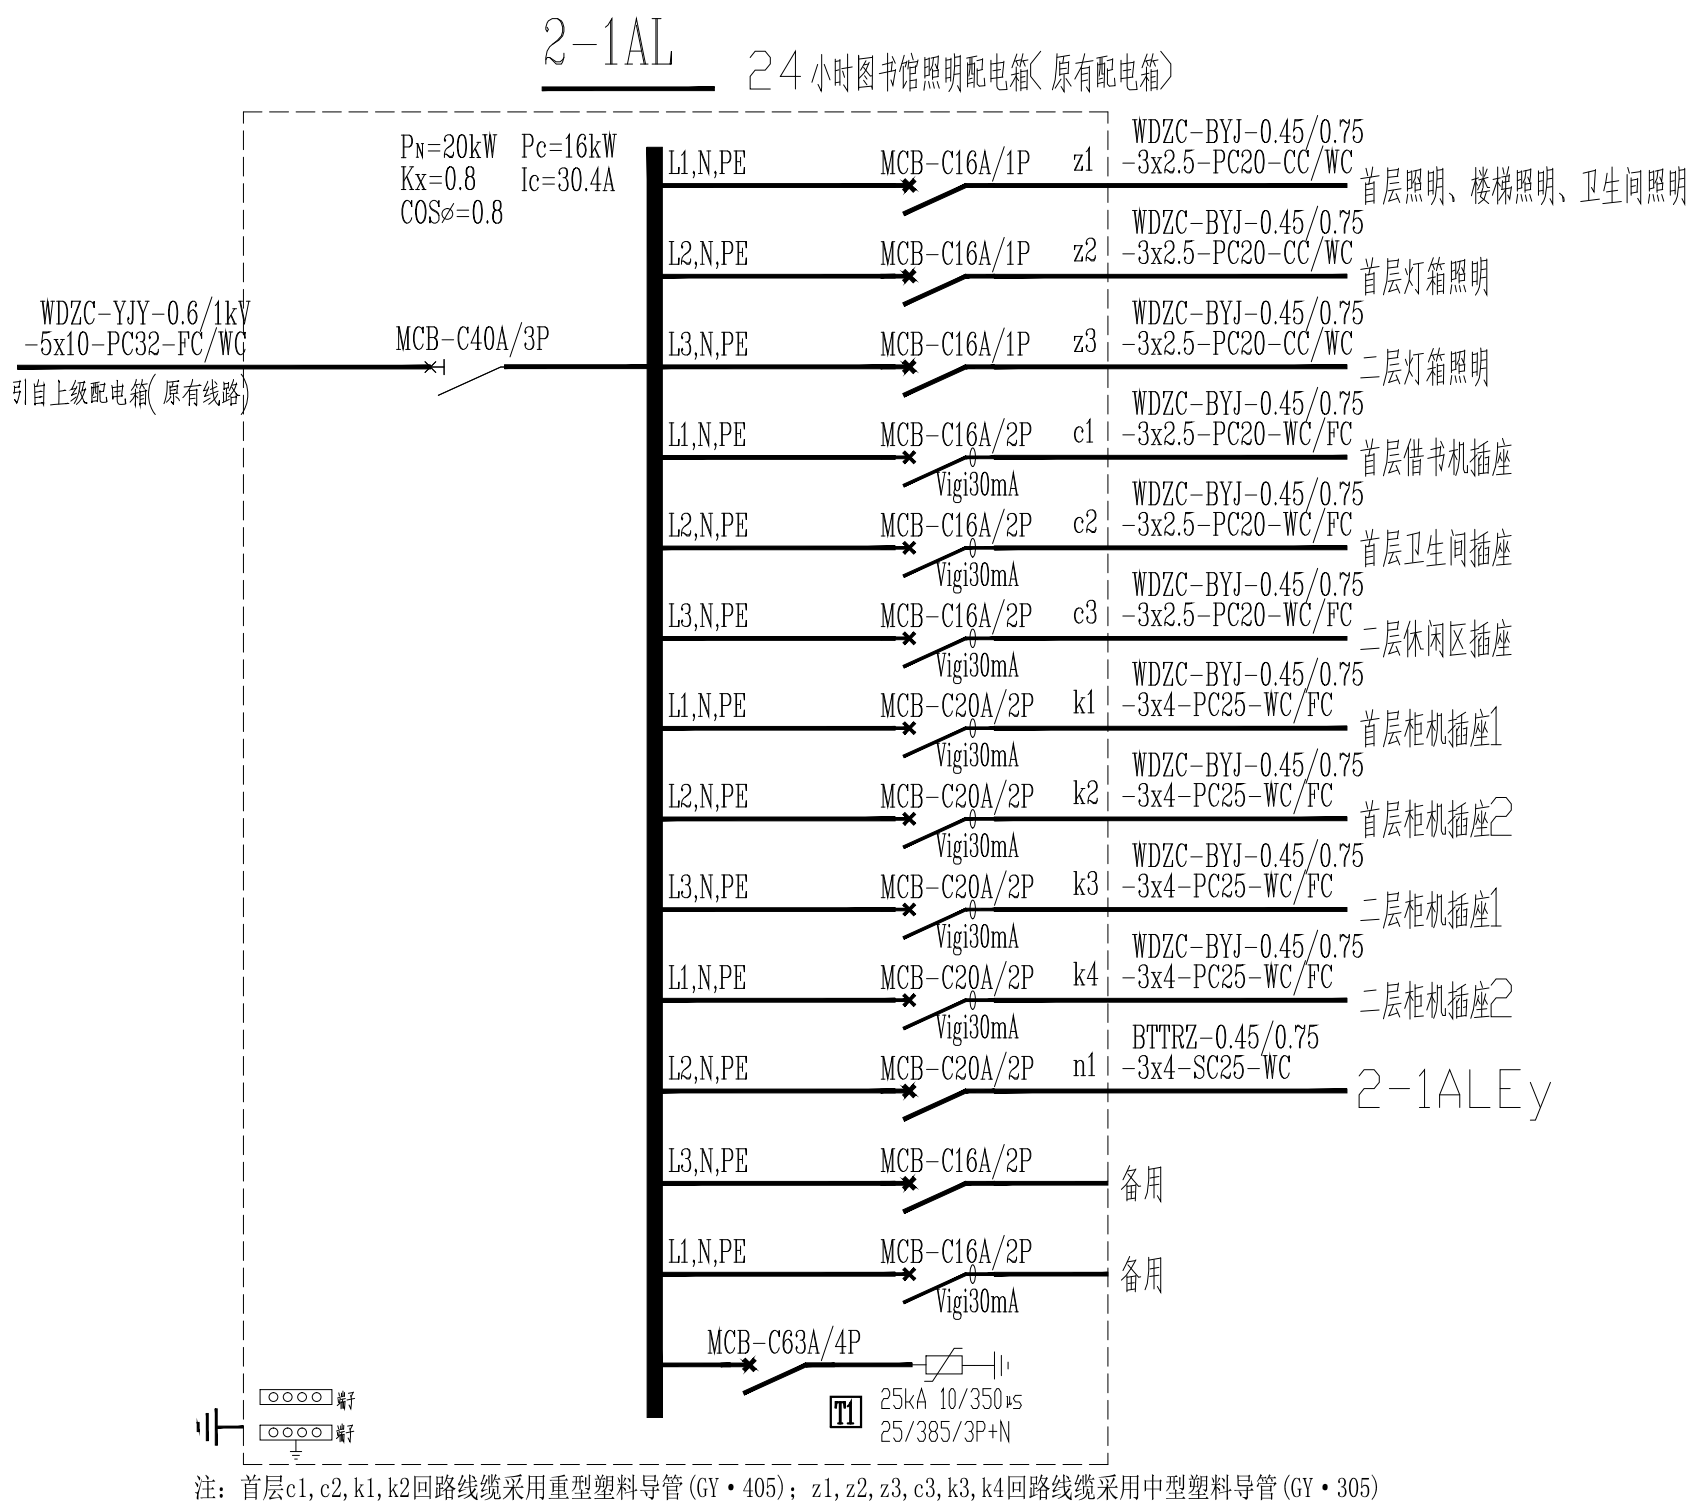 2-1AL
24小时图书馆照明配电箱(原有配电箱)
PN=20kW Pc=16kW
Kx=0.8 Ic=30.4A
COSø=0.8
WDZC-YJY-0.6/1kV
-5x10-PC32-FC/WC
引自上级配电箱(原有线路)
MCB-C40A/3P
L1,N,PE MCB-C16A/1P z1 WDZC-BYJ-0.45/0.75
-3x2.5-PC20-CC/WC
首层照明、楼梯照明、卫生间照明
L2,N,PE MCB-C16A/1P z2 WDZC-BYJ-0.45/0.75
-3x2.5-PC20-CC/WC
首层灯箱照明
L3,N,PE MCB-C16A/1P z3 WDZC-BYJ-0.45/0.75
-3x2.5-PC20-CC/WC
二层灯箱照明
L1,N,PE MCB-C16A/2P c1 WDZC-BYJ-0.45/0.75
-3x2.5-PC20-WC/FC
首层借书机插座
Vigi30mA
L2,N,PE MCB-C16A/2P c2 WDZC-BYJ-0.45/0.75
-3x2.5-PC20-WC/FC
首层卫生间插座
Vigi30mA
L3,N,PE MCB-C16A/2P c3 WDZC-BYJ-0.45/0.75
-3x2.5-PC20-WC/FC
二层休闲区插座
Vigi30mA
L1,N,PE MCB-C20A/2P k1 WDZC-BYJ-0.45/0.75
-3x4-PC25-WC/FC
首层柜机插座1
Vigi30mA
L2,N,PE MCB-C20A/2P k2 WDZC-BYJ-0.45/0.75
-3x4-PC25-WC/FC
首层柜机插座2
Vigi30mA
L3,N,PE MCB-C20A/2P k3 WDZC-BYJ-0.45/0.75
-3x4-PC25-WC/FC
二层柜机插座1
Vigi30mA
L1,N,PE MCB-C20A/2P k4 WDZC-BYJ-0.45/0.75
-3x4-PC25-WC/FC
二层柜机插座2
Vigi30mA
L2,N,PE MCB-C20A/2P n1 BTTRZ-0.45/0.75
-3x4-SC25-WC
2-1ALEy
L3,N,PE MCB-C16A/2P 备用
L1,N,PE MCB-C16A/2P 备用
Vigi30mA
MCB-C63A/4P
T1 25kA 10/350μs
25/385/3P+N
端子
端子
注：首层c1,c2,k1,k2回路线缆采用重型塑料导管(GY·405)；z1,z2,z3,c3,k3,k4回路线缆采用中型塑料导管(GY·305)